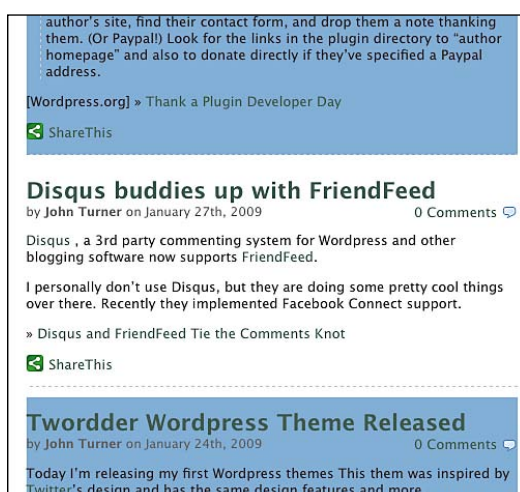 author's site, find their contact form, and drop them a note thanking
them. (Or Paypal!) Look for the links in the plugin directory to “author
homepage” and also to donate directly if they've specified a Paypal
address.
[Wordpress.org] » Thank a Plugin Developer Day
ShareThis
Disqus buddies up with FriendFeed
by John Turner on January 27th, 2009
0 Comments
Disqus , a 3rd party commenting system for Wordpress and other
blogging software now supports FriendFeed.
I personally don't use Disqus, but they are doing some pretty cool things
over there. Recently they implemented Facebook Connect support.
» Disqus and FriendFeed Tie the Comments Knot
ShareThis
Twordder Wordpress Theme Released
by John Turner on January 24th, 2009
0 Comments
Today I'm releasing my first Wordpress themes This them was inspired by
Twitter's design and has the same design features and more